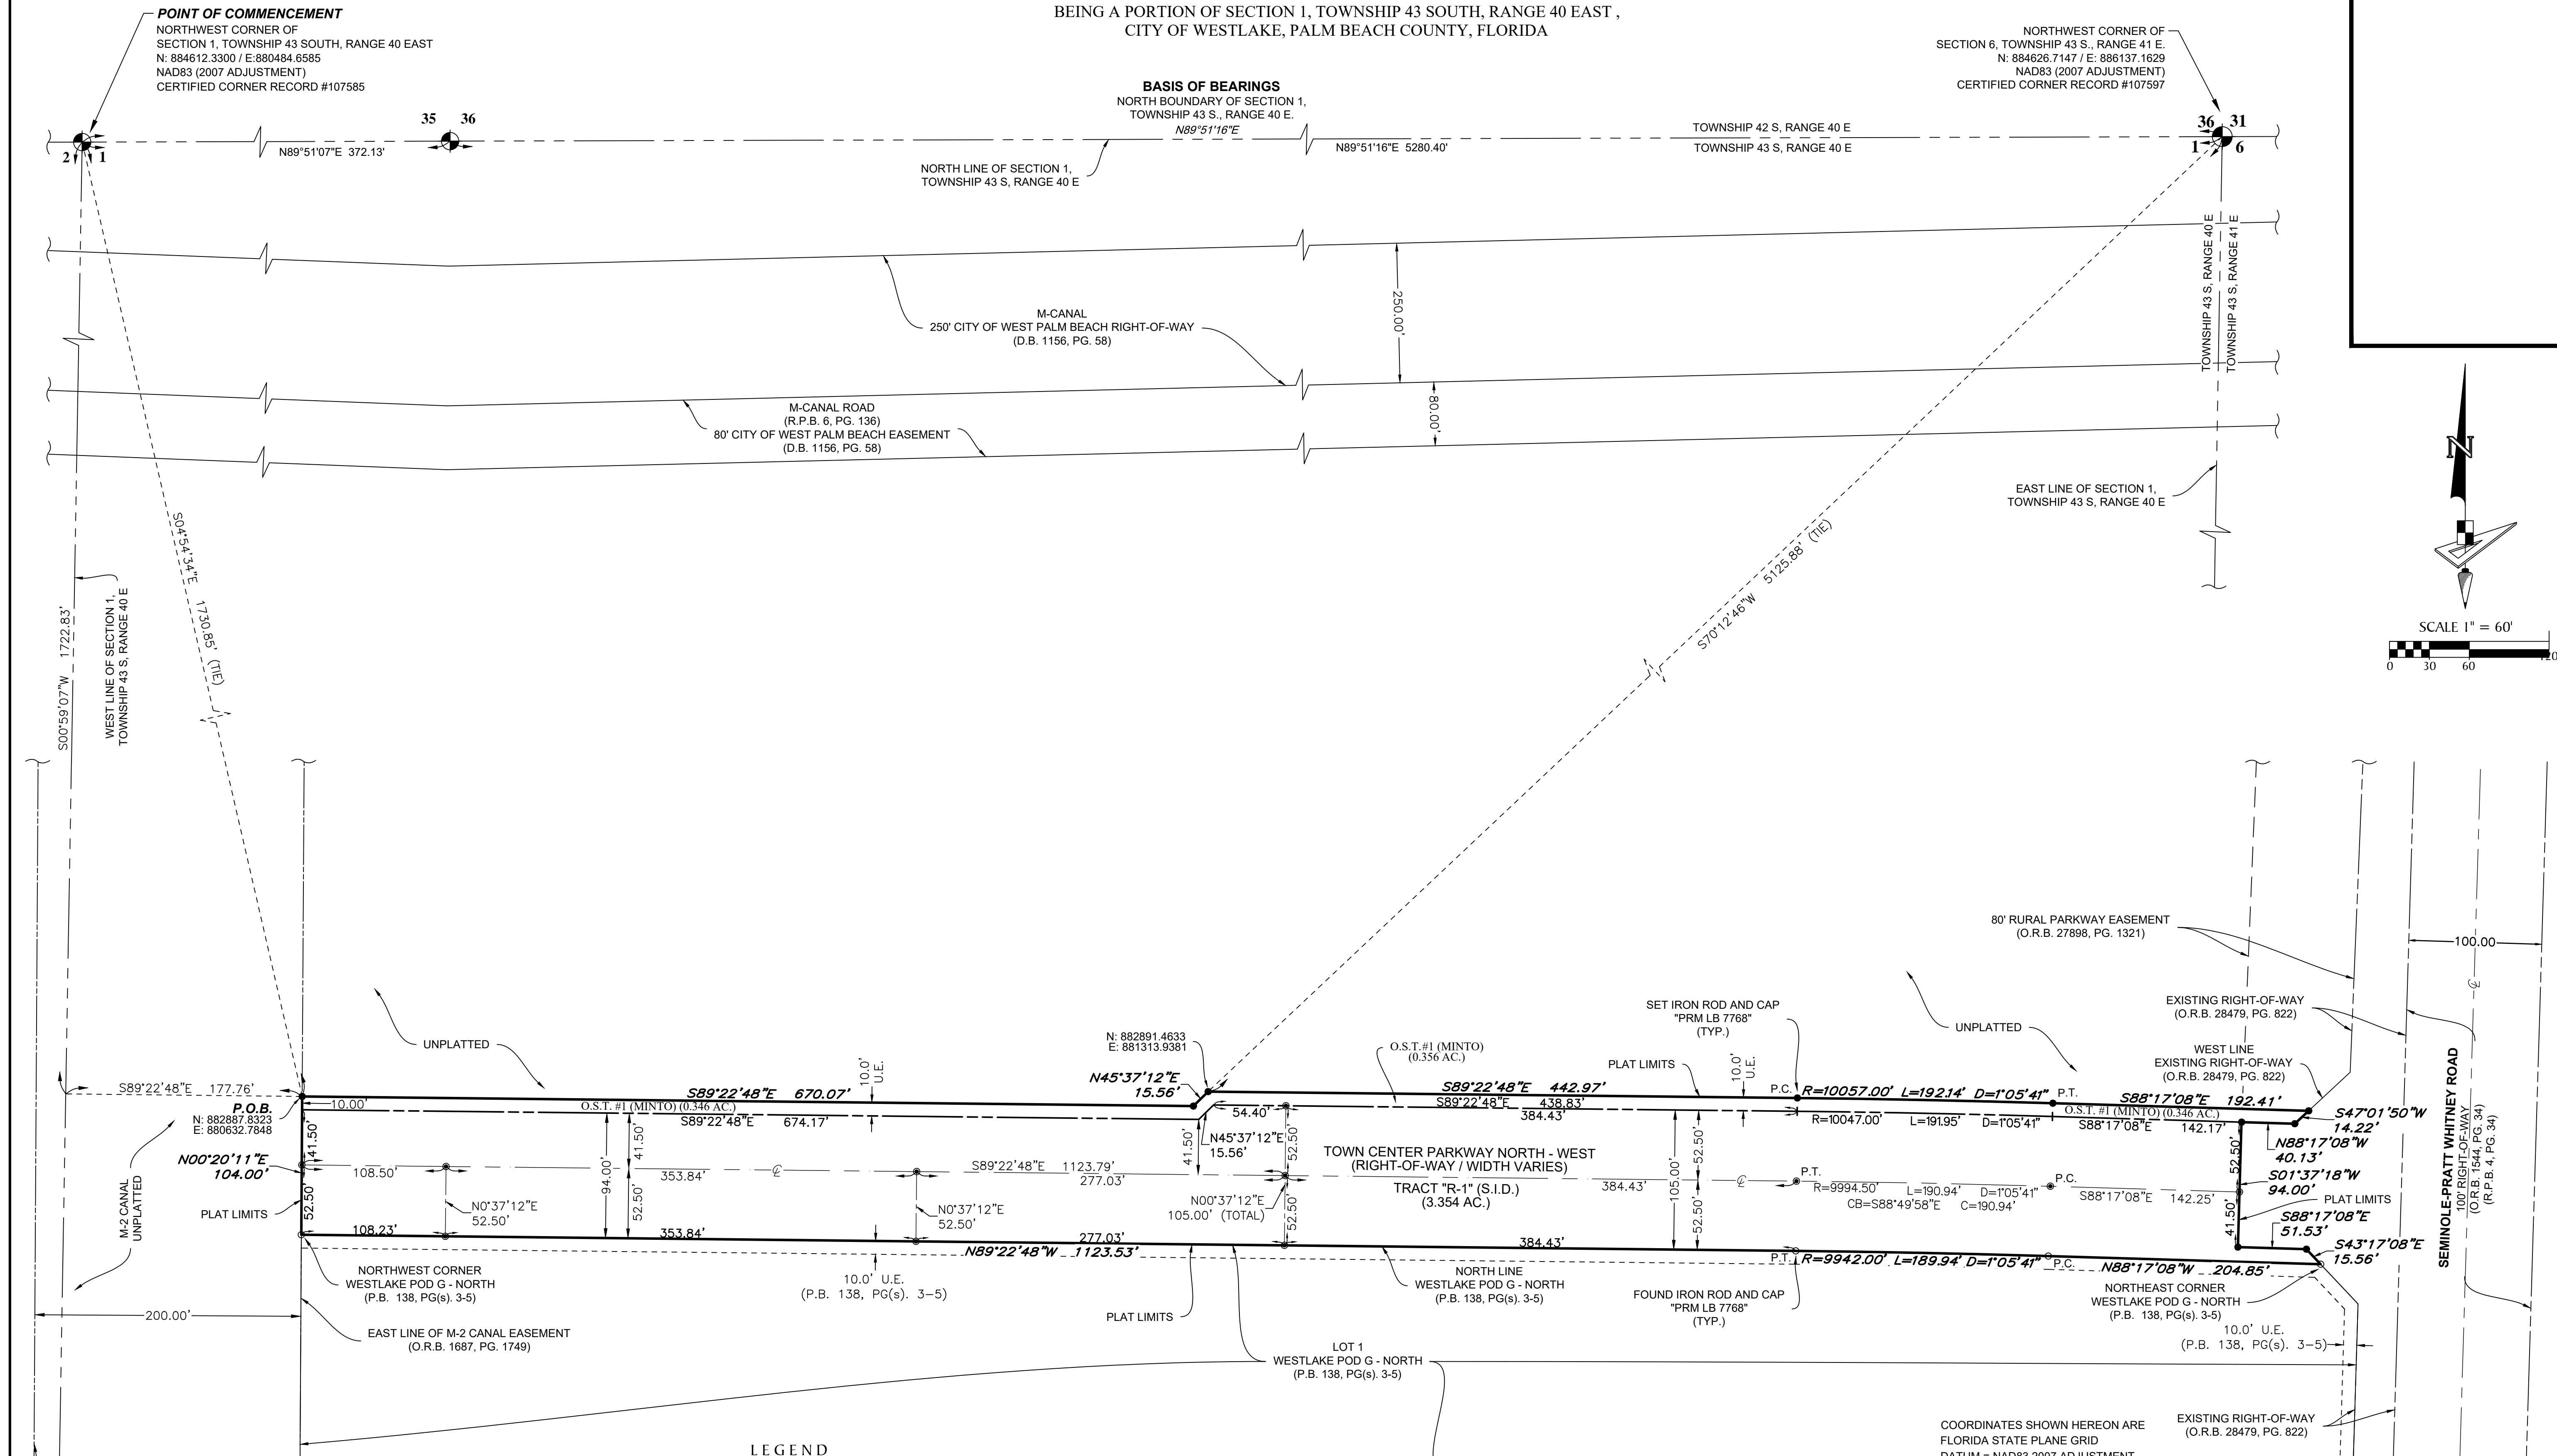 BEING A PORTION OF SECTION 1, TOWNSHIP 43 SOUTH, RANGE 40 EAST ,
CITY OF WESTLAKE, PALM BEACH COUNTY, FLORIDA
POINT OF COMMENCEMENT
NORTHWEST CORNER OF
SECTION 1, TOWNSHIP 43 SOUTH, RANGE 40 EAST
N: 884612.3300 / E:880484.6585
NAD83 (2007 ADJUSTMENT)
CERTIFIED CORNER RECORD #107585
BASIS OF BEARINGS
NORTH BOUNDARY OF SECTION 1,
TOWNSHIP 43 S., RANGE 40 E.
N89°51'16"E
NORTHWEST CORNER OF
SECTION 6, TOWNSHIP 43 S., RANGE 41 E.
N: 884626.7147 / E: 886137.1629
NAD83 (2007 ADJUSTMENT)
CERTIFIED CORNER RECORD #107597
35 36
2 1
N89°51'07"E 372.13'
N89°51'16"E 5280.40'
TOWNSHIP 42 S, RANGE 40 E
TOWNSHIP 43 S, RANGE 40 E
36 31
1 6
NORTH LINE OF SECTION 1,
TOWNSHIP 43 S, RANGE 40 E
TOWNSHIP 43 S, RANGE 40 E
TOWNSHIP 43 S, RANGE 41 E
M-CANAL
250' CITY OF WEST PALM BEACH RIGHT-OF-WAY
(D.B. 1156, PG. 58)
250.00'
M-CANAL ROAD
(R.P.B. 6, PG. 136)
80' CITY OF WEST PALM BEACH EASEMENT
(D.B. 1156, PG. 58)
80.00'
EAST LINE OF SECTION 1,
TOWNSHIP 43 S, RANGE 40 E
N
SCALE 1" = 60'
0 30 60 120
S00°59'07"W 1722.83'
WEST LINE OF SECTION 1,
TOWNSHIP 43 S, RANGE 40 E
S04°54'34"E 1730.85' (TIE)
S70°12'46"W 5125.88' (TIE)
80' RURAL PARKWAY EASEMENT
(O.R.B. 27898, PG. 1321)
100.00
EXISTING RIGHT-OF-WAY
(O.R.B. 28479, PG. 822)
WEST LINE
EXISTING RIGHT-OF-WAY
(O.R.B. 28479, PG. 822)
SEMINOLE-PRATT WHITNEY ROAD
100' RIGHT-OF-WAY
(O.R.B. 1544, PG. 34)
(R.P.B. 4, PG. 34)
UNPLATTED
UNPLATTED
N: 882891.4633
E: 881313.9381
SET IRON ROD AND CAP
"PRM LB 7768"
(TYP.)
O.S.T.#1 (MINTO)
(0.356 AC.)
PLAT LIMITS
10.0'
U.E.
10.0'
U.E.
S89°22'48"E 177.76'
P.O.B.
N: 882887.8323
E: 880632.7848
10.00'
S89°22'48"E 670.07'
O.S.T. #1 (MINTO) (0.346 AC.)
S89°22'48"E 674.17'
N45°37'12"E
15.56'
S89°22'48"E 442.97'
S89°22'48"E 438.83'
54.40'
384.43'
P.C.
R=10057.00' L=192.14' D=1°05'41"
P.T.
R=10047.00' L=191.95' D=1°05'41"
S88°17'08"E 192.41'
O.S.T. #1 (MINTO) (0.346 AC.)
S88°17'08"E 142.17'
S47°01'50"W
14.22'
N88°17'08"W
40.13'
S01°37'18"W
94.00'
PLAT LIMITS
S88°17'08"E
51.53'
S43°17'08"E
15.56'
N45°37'12"E
15.56'
41.50'
41.50'
52.50'
N00°20'11"E
104.00'
PLAT LIMITS
M-2 CANAL
UNPLATTED
108.50'
N0°37'12"E
52.50'
94.00'
41.50'
52.50'
353.84'
N0°37'12"E
52.50'
S89°22'48"E 1123.79'
277.03'
N00°37'12"E
105.00' (TOTAL)
52.50'
52.50'
TOWN CENTER PARKWAY NORTH - WEST
(RIGHT-OF-WAY / WIDTH VARIES)
TRACT "R-1" (S.I.D.)
(3.354 AC.)
384.43'
105.00'
52.50'
52.50'
P.T.
R=9994.50' L=190.94' D=1°05'41"
CB=S88°49'58"E C=190.94'
P.C.
S88°17'08"E 142.25'
52.50'
41.50'
108.23'
353.84'
277.03'
N89°22'48"W 1123.53'
384.43'
P.T.
R=9942.00' L=189.94' D=1°05'41"
P.C.
N88°17'08"W 204.85'
NORTHWEST CORNER
WESTLAKE POD G - NORTH
(P.B. 138, PG(s). 3-5)
10.0' U.E.
(P.B. 138, PG(s). 3-5)
PLAT LIMITS
NORTH LINE
WESTLAKE POD G - NORTH
(P.B. 138, PG(s). 3-5)
FOUND IRON ROD AND CAP
"PRM LB 7768"
(TYP.)
NORTHEAST CORNER
WESTLAKE POD G - NORTH
(P.B. 138, PG(s). 3-5)
10.0' U.E.
(P.B. 138, PG(s). 3-5)
200.00'
EAST LINE OF M-2 CANAL EASEMENT
(O.R.B. 1687, PG. 1749)
LOT 1
WESTLAKE POD G - NORTH
(P.B. 138, PG(s). 3-5)
EXISTING RIGHT-OF-WAY
(O.R.B. 28479, PG. 822)
COORDINATES SHOWN HEREON ARE
FLORIDA STATE PLANE GRID
DATUM = NAD83 2007 ADJUSTMENT
LEGEND